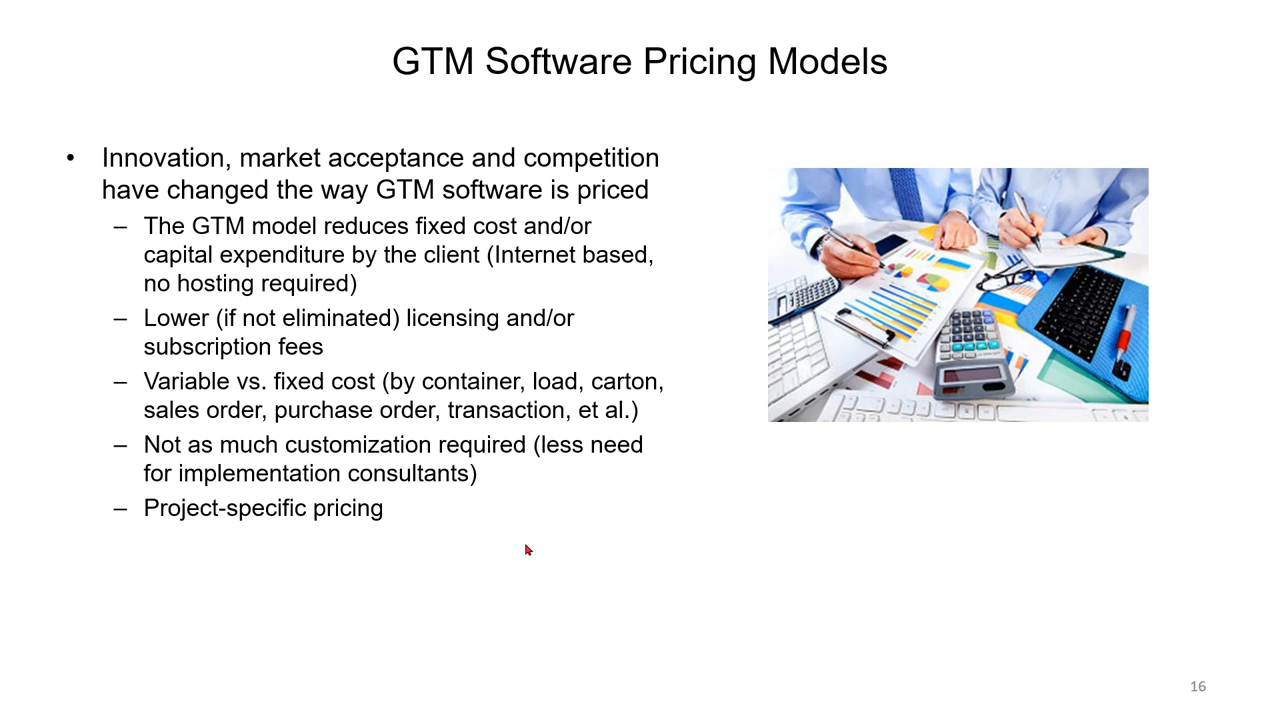 GTM Software Pricing Models
• Innovation, market acceptance and competition
have changed the way GTM software is priced
– The GTM model reduces fixed cost and/or
capital expenditure by the client (Internet based,
no hosting required)
– Lower (if not eliminated) licensing and/or
subscription fees
– Variable vs. fixed cost (by container, load, carton,
sales order, purchase order, transaction, et al.)
– Not as much customization required (less need
for implementation consultants)
– Project-specific pricing
16